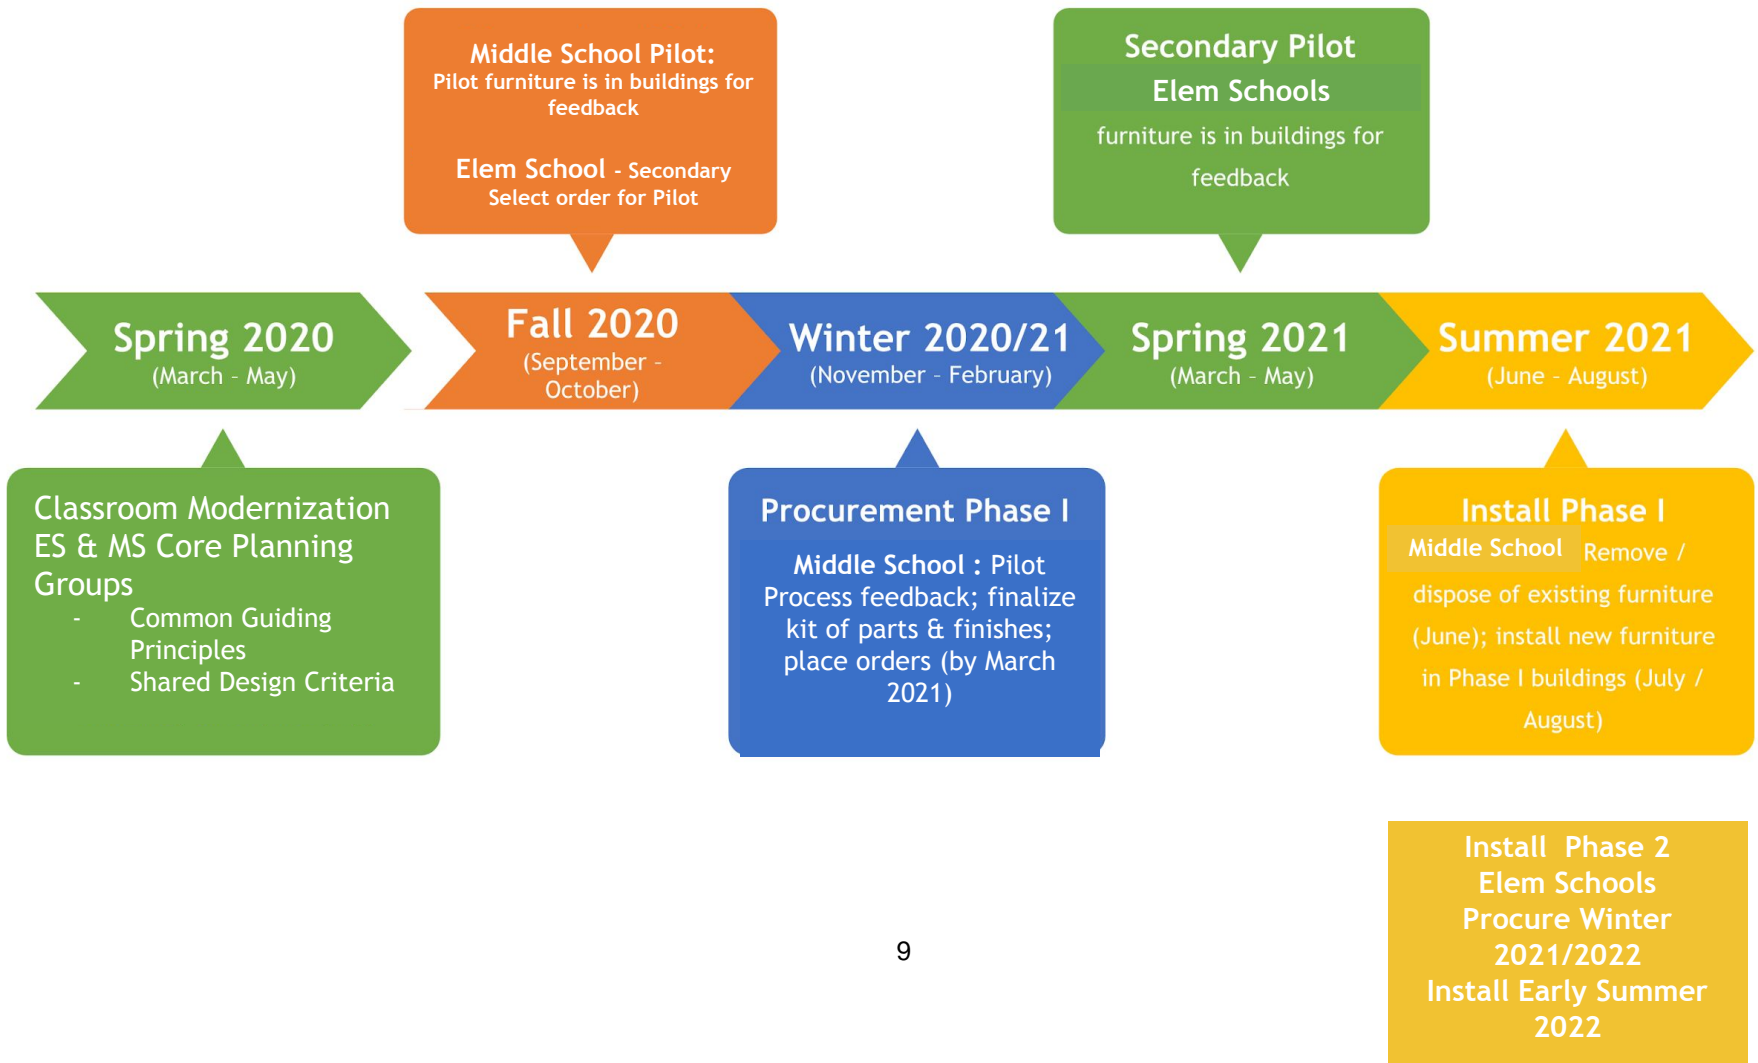 Middle School Pilot:
Pilot furniture is in buildings for
feedback
Elem School - Secondary
Select order for Pilot
Secondary Pilot
Elem Schools
furniture is in buildings for
feedback
Spring 2020
(March - May)
Fall 2020
(September -
October)
Winter 2020/21
(November - February)
Spring 2021
(March - May)
Summer 2021
(June - August)
Classroom Modernization
ES & MS Core Planning
Groups
- Common Guiding
Principles
- Shared Design Criteria
Procurement Phase I
Middle School : Pilot
Process feedback; finalize
kit of parts & finishes;
place orders (by March
2021)
Install Phase I
Middle School Remove /
dispose of existing furniture
(June); install new furniture
in Phase I buildings (July /
August)
Install Phase 2
Elem Schools
Procure Winter
2021/2022
Install Early Summer
2022
9